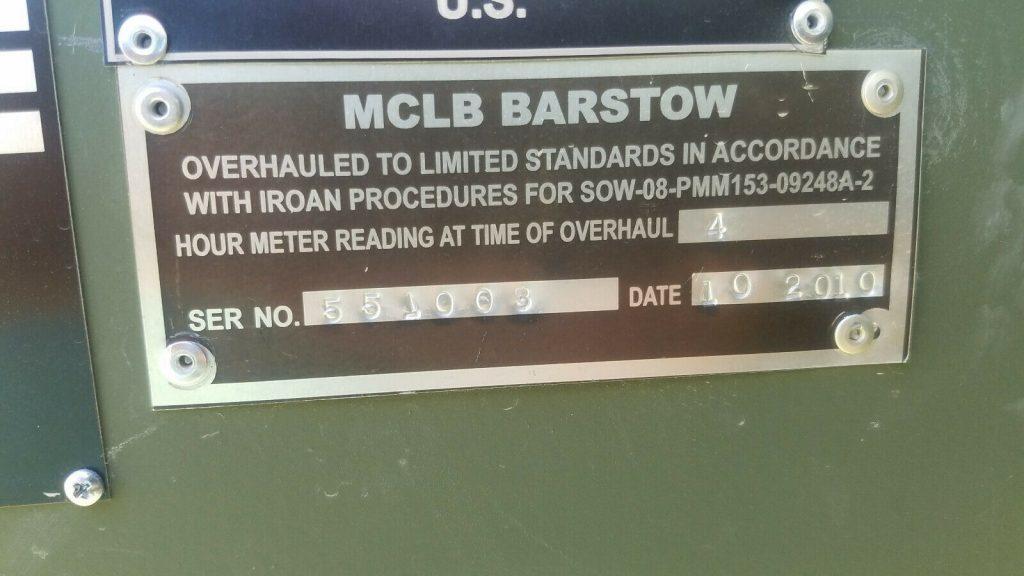 U.S.
MCLB BARSTOW
OVERHAULED TO LIMITED STANDARDS IN ACCORDANCE
WITH IROAN PROCEDURES FOR SOW-08-PMM153-09248A-2
HOUR METER READING AT TIME OF OVERHAUL 4
SER NO. 551003 DATE 10 2010